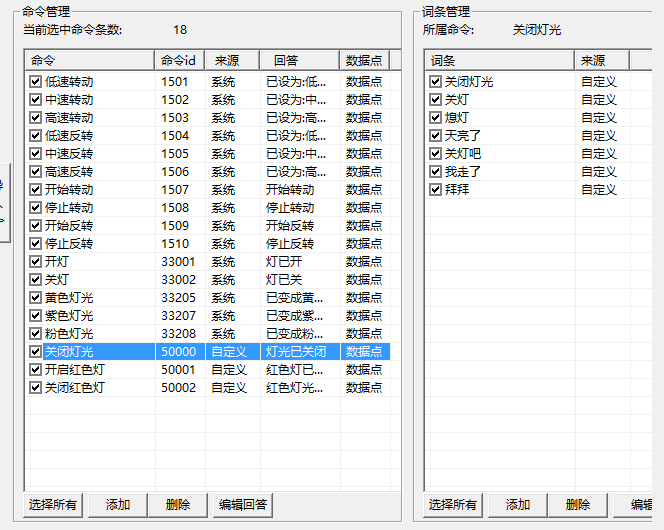 命令管理
当前选中命令条数: 18
命令 命令id 来源 回答 数据点
低速转动 1501 系统 已设为:低... 数据点
中速转动 1502 系统 已设为:中... 数据点
高速转动 1503 系统 已设为:高... 数据点
低速反转 1504 系统 已设为:低... 数据点
中速反转 1505 系统 已设为:中... 数据点
高速反转 1506 系统 已设为:高... 数据点
开始转动 1507 系统 开始转动 数据点
停止转动 1508 系统 停止转动 数据点
开始反转 1509 系统 开始反转 数据点
停止反转 1510 系统 停止反转 数据点
开灯 33001 系统 灯已开 数据点
关灯 33002 系统 灯已关 数据点
黄色灯光 33205 系统 已变成黄... 数据点
紫色灯光 33207 系统 已变成紫... 数据点
粉色灯光 33208 系统 已变成粉... 数据点
关闭灯光 50000 自定义 灯光已关闭 数据点
开启红色灯 50001 自定义 红色灯已... 数据点
关闭红色灯 50002 自定义 红色灯光... 数据点
选择所有 添加 删除 编辑回答
词条管理
所属命令: 关闭灯光
词条 来源
关闭灯光 自定义
关灯 自定义
熄灯 自定义
天亮了 自定义
关灯吧 自定义
我走了 自定义
拜拜 自定义
选择所有 添加 删除 编辑